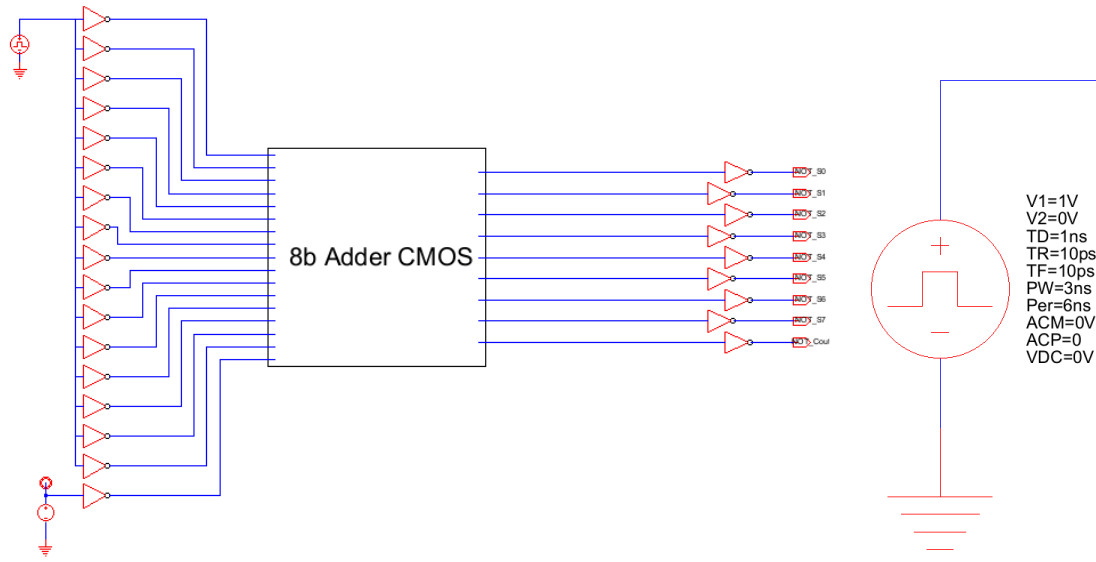 8b Adder CMOS
NOT_S0
NOT_S1
NOT_S2
NOT_S3
NOT_S4
NOT_S5
NOT_S6
NOT_S7
NOT_Cout
V1=1V
V2=0V
TD=1ns
TR=10ps
TF=10ps
PW=3ns
Per=6ns
ACM=0V
ACP=0
VDC=0V